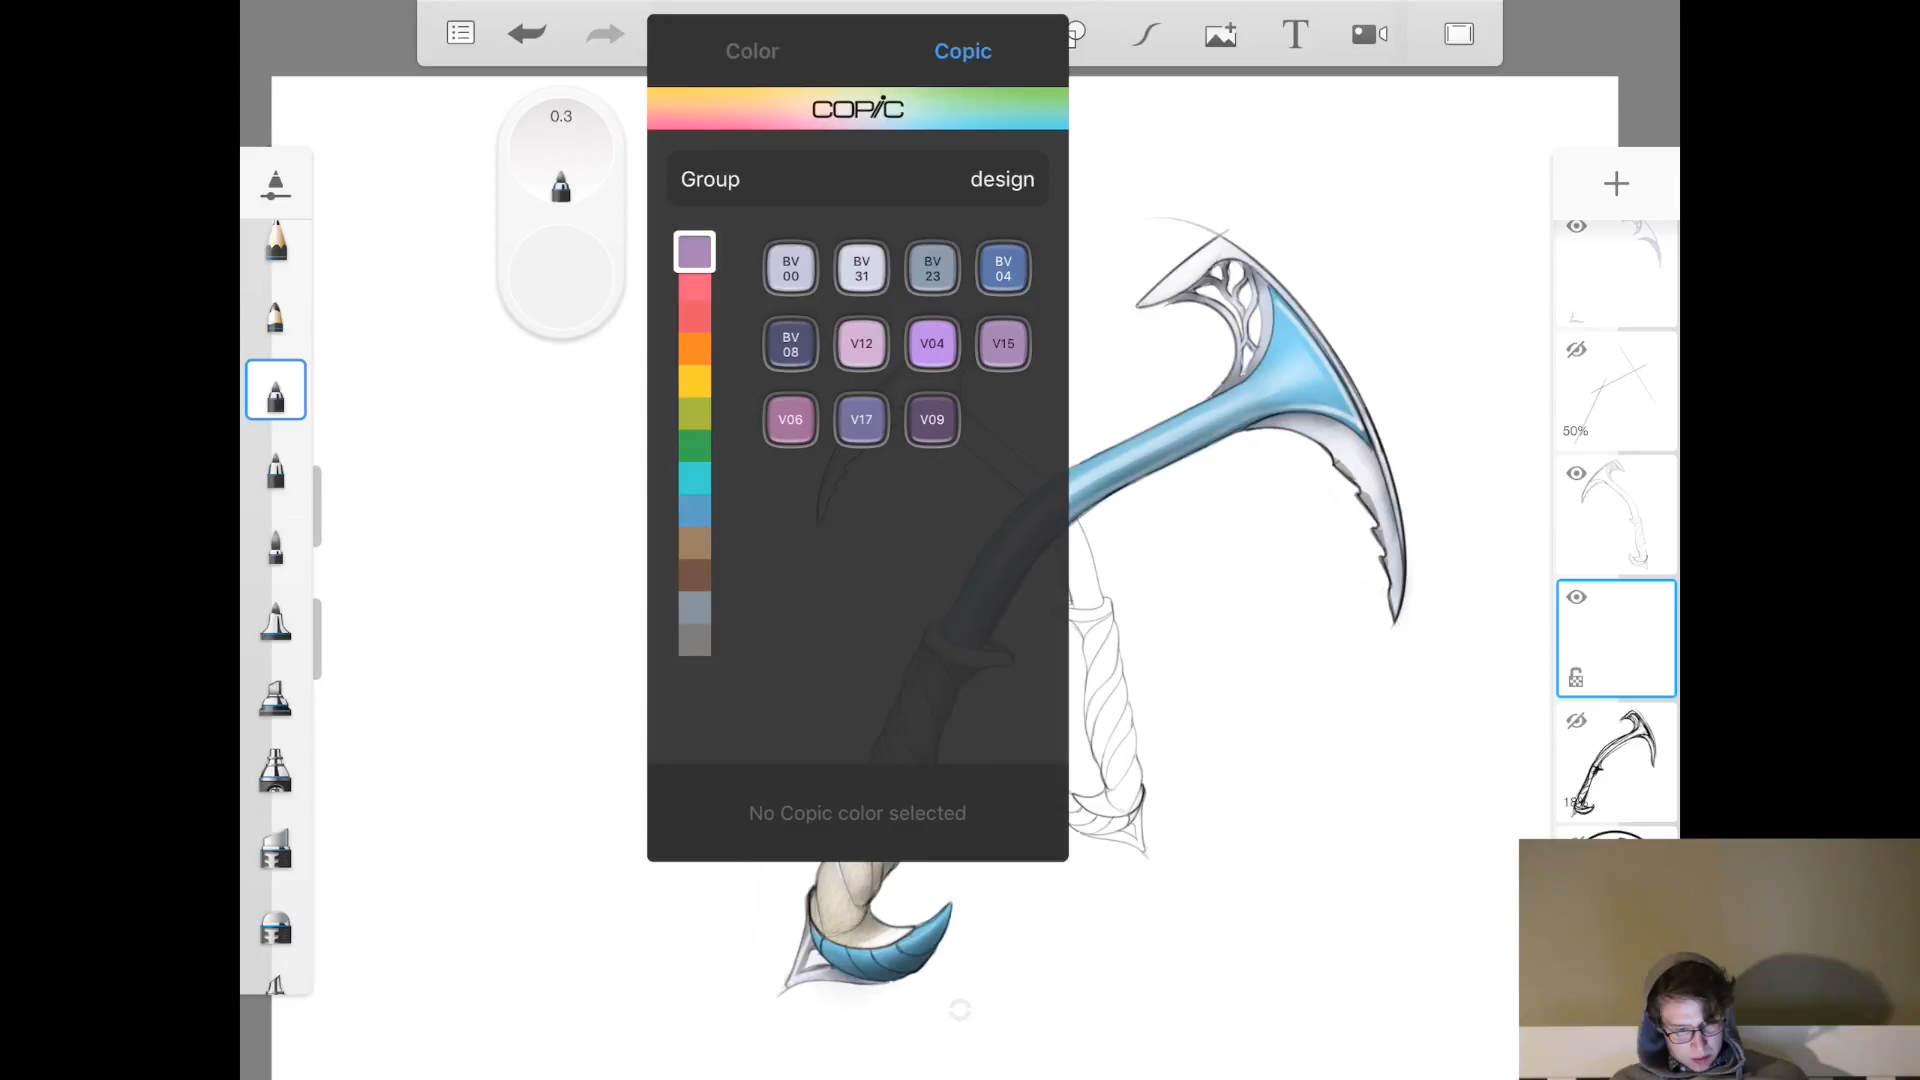 Color Copic
0.3
COPIC
Group design
BV 00
BV 31
BV 23
BV 04
BV 08
V12
V04
V15
V06
V17
V09
50%
No Copic color selected